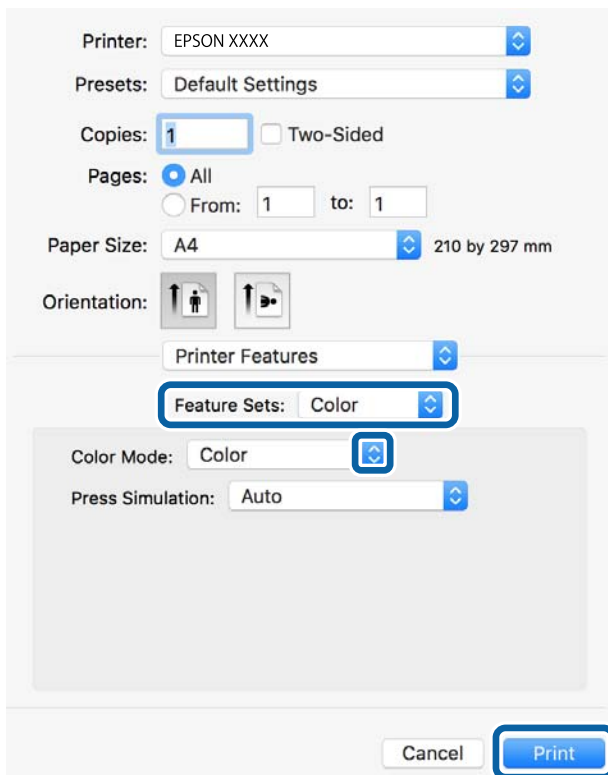 Printer: EPSON XXXX
Presets: Default Settings
Copies: 1 Two-Sided
Pages: All
From: 1 to: 1
Paper Size: A4 210 by 297 mm
Orientation:
Printer Features
Feature Sets: Color
Color Mode: Color
Press Simulation: Auto
Cancel Print